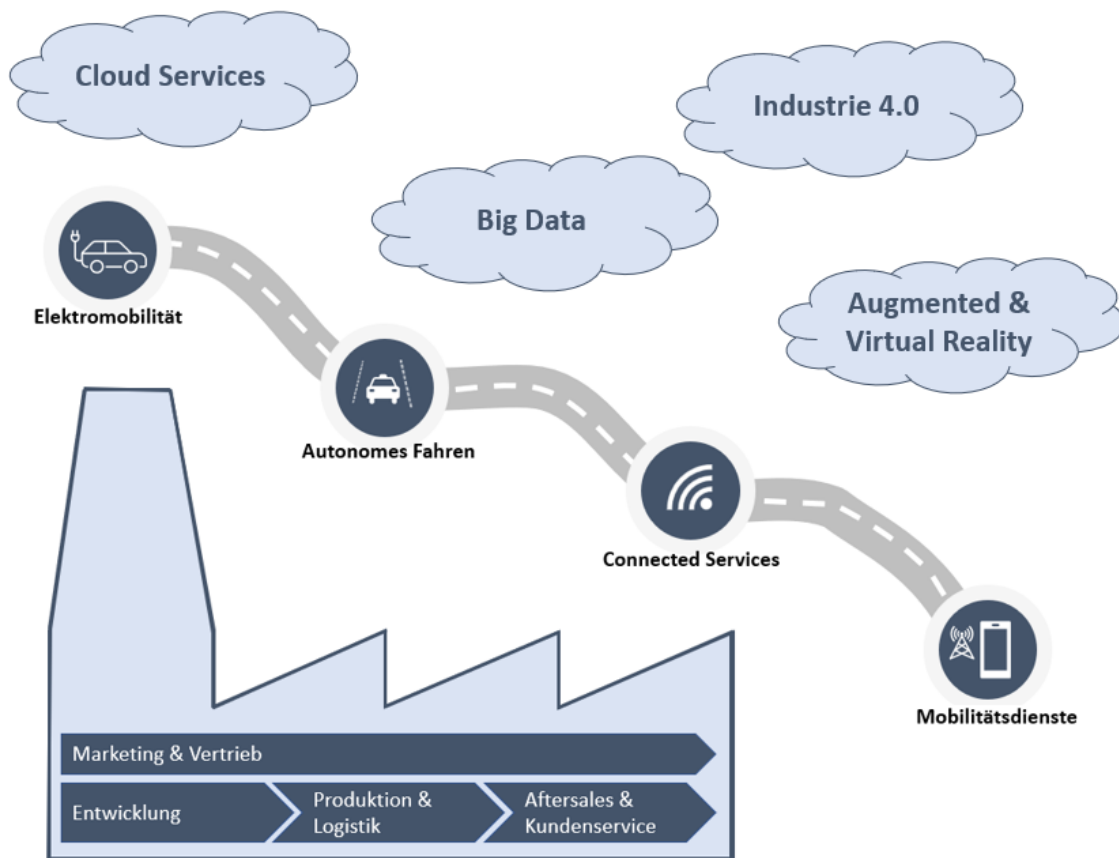 Cloud Services
Industrie 4.0
Big Data
Augmented &
Virtual Reality
Elektromobilität
Autonomes Fahren
Connected Services
Mobilitätsdienste
Marketing & Vertrieb
Entwicklung
Produktion &
Logistik
Aftersales &
Kundenservice